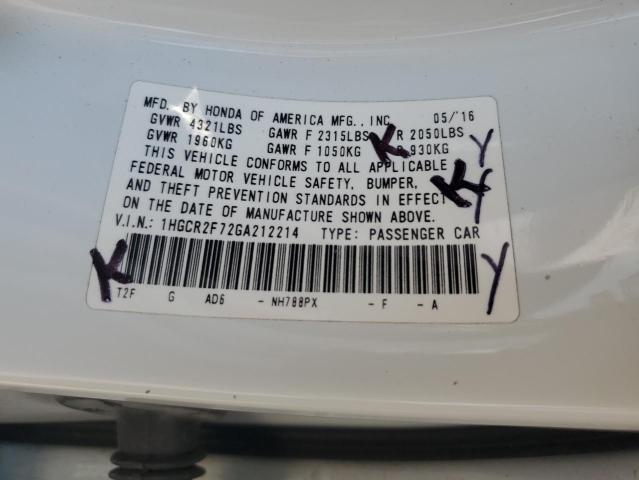 MFD. BY HONDA OF AMERICA MFG., INC. 05/'16
GVWR 4321LBS GAWR F 2315LBS R 2050LBS
GVWR 1960KG GAWR F 1050KG 930KG
THIS VEHICLE CONFORMS TO ALL APPLICABLE
FEDERAL MOTOR VEHICLE SAFETY, BUMPER,
AND THEFT PREVENTION STANDARDS IN EFFECT
ON THE DATE OF MANUFACTURE SHOWN ABOVE.
V.I.N.: 1HGCR2F72GA212214 TYPE: PASSENGER CAR
T2F G AD6 - NH788PX - F - A
K Y
K Y
K Y